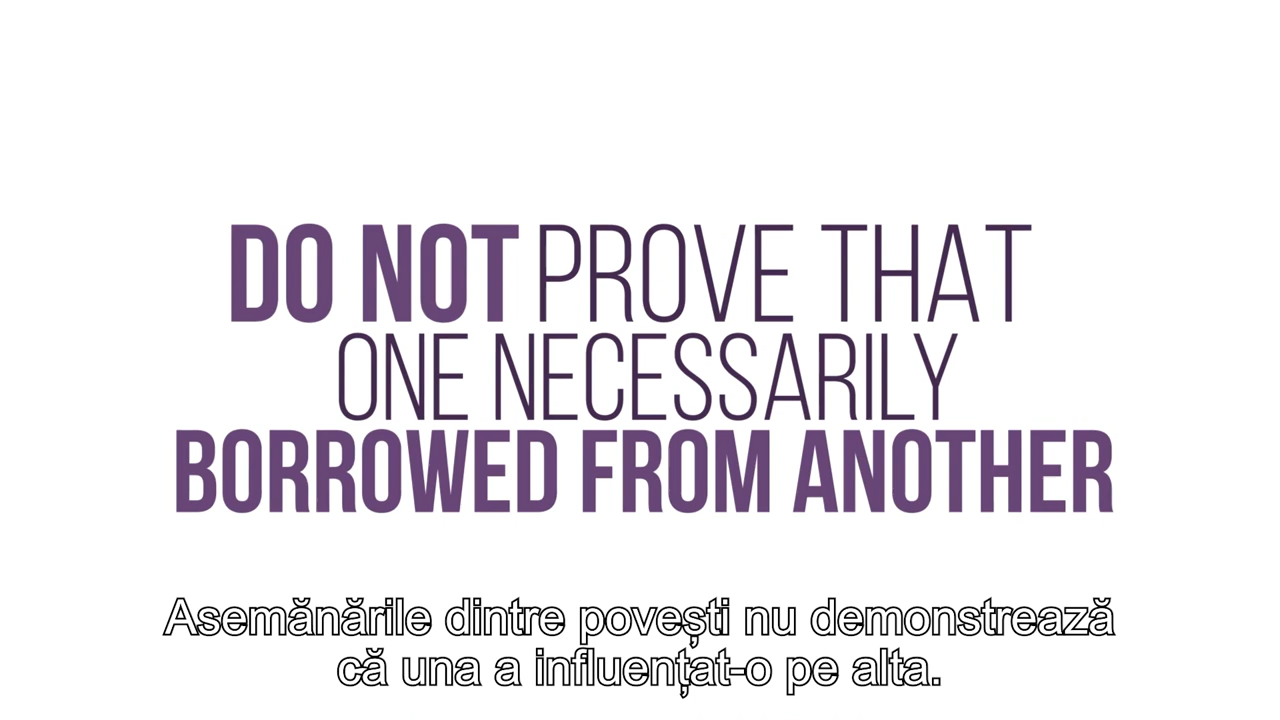 DO NOT PROVE THAT
ONE NECESSARILY
BORROWED FROM ANOTHER
Asemănările dintre povești nu demonstrează
că una a influențat-o pe alta.